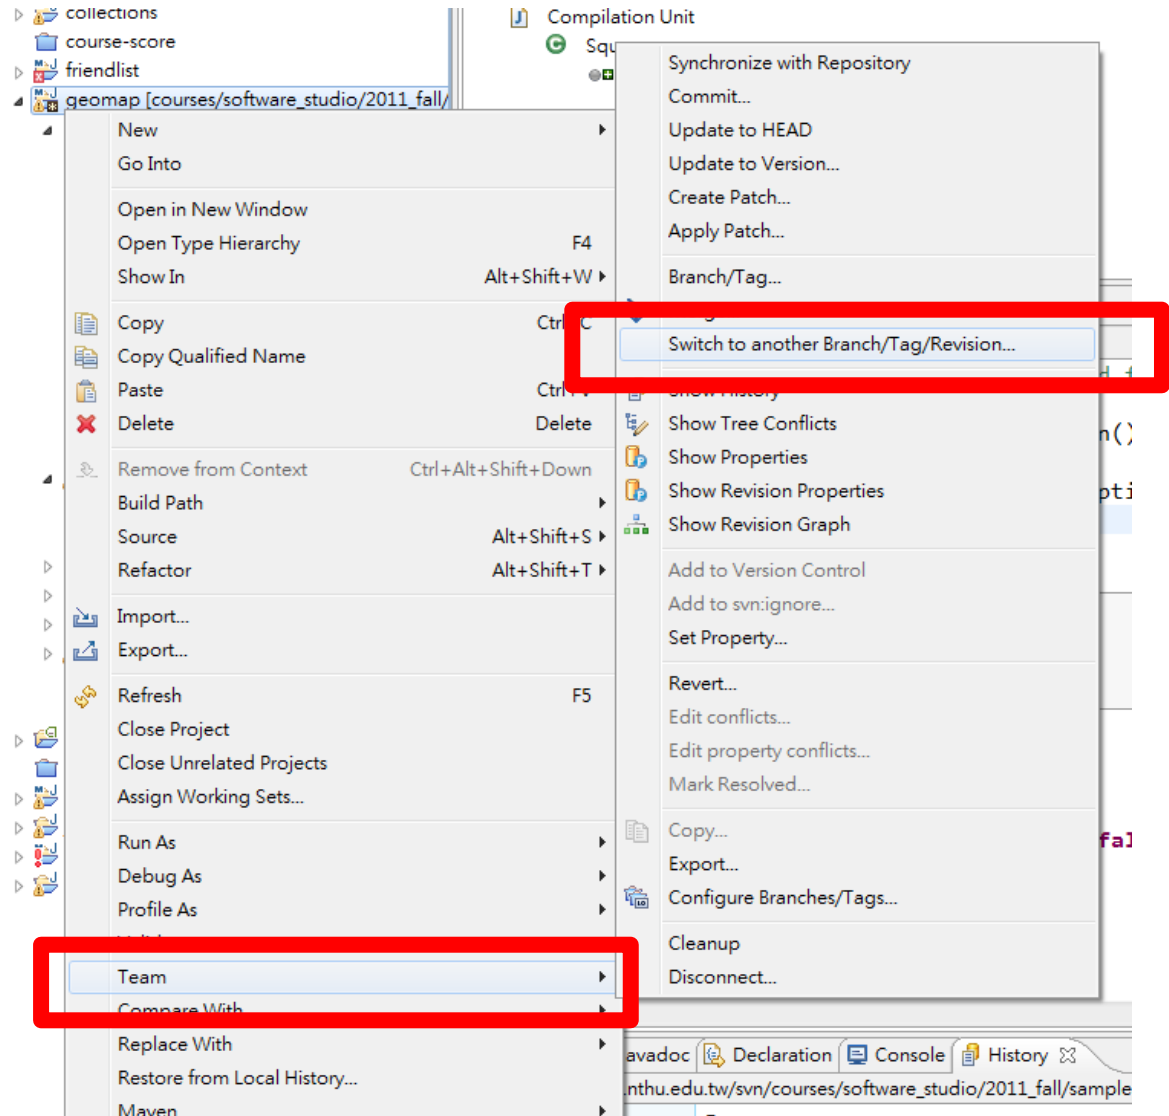 collections
course-score
friendlist
geomap [courses/software_studio/2011_fall/
Compilation Unit
Squ
New
Go Into
Open in New Window
Open Type Hierarchy F4
Show In Alt+Shift+W
Copy
Copy Qualified Name
Paste
Delete Delete
Remove from Context Ctrl+Alt+Shift+Down
Build Path
Source Alt+Shift+S
Refactor Alt+Shift+T
Import...
Export...
Refresh F5
Close Project
Close Unrelated Projects
Assign Working Sets...
Run As
Debug As
Profile As
Team
Compare With
Replace With
Restore from Local History...
Maven
Synchronize with Repository
Commit...
Update to HEAD
Update to Version...
Create Patch...
Apply Patch...
Branch/Tag...
Switch to another Branch/Tag/Revision...
Show History
Show Tree Conflicts
Show Properties
Show Revision Properties
Show Revision Graph
Add to Version Control
Add to svn:ignore...
Set Property...
Revert...
Edit conflicts...
Edit property conflicts...
Mark Resolved...
Copy...
Export...
Configure Branches/Tags...
Cleanup
Disconnect...
n()
pti
fal
avadoc Declaration Console History
.nthu.edu.tw/svn/courses/software_studio/2011_fall/sample